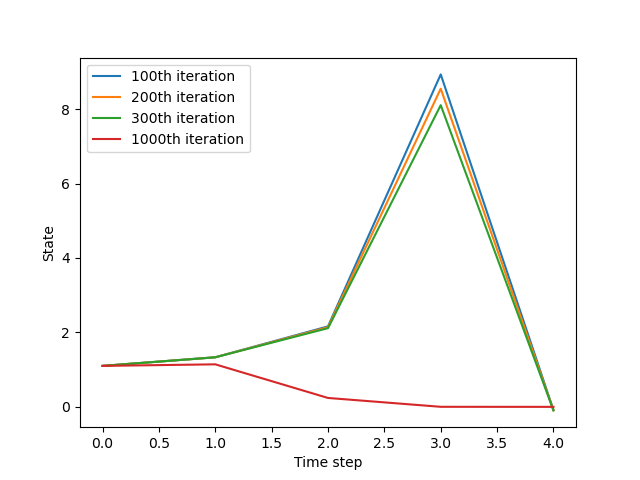 100th iteration
200th iteration
300th iteration
1000th iteration
State
8
6
4
2
0
0.0 0.5 1.0 1.5 2.0 2.5 3.0 3.5 4.0
Time step